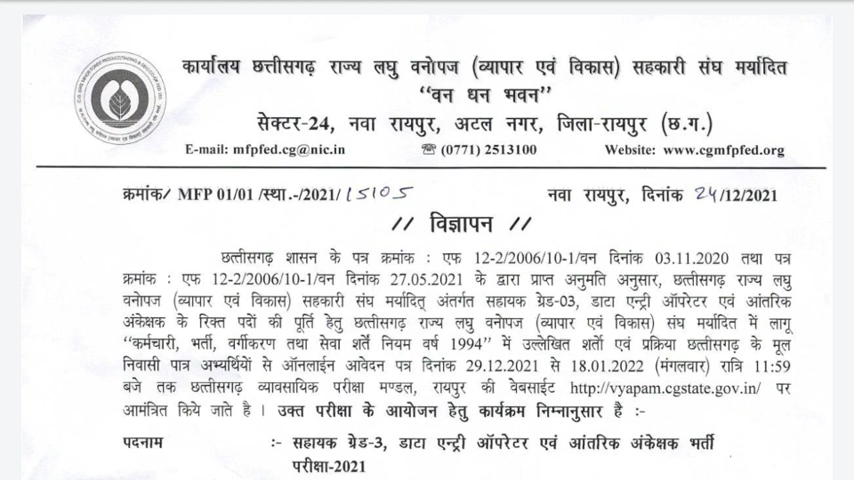 कार्यालय छत्तीसगढ़ राज्य लघु वनोपज (व्यापार एवं विकास) सहकारी संघ मर्यादित
“वन धन भवन”
सेक्टर-24, नवा रायपुर, अटल नगर, जिला-रायपुर (छ.ग.)
E-mail: mfpfed.cg@nic.in ☎ (0771) 2513100 Website: www.cgmfpfed.org
क्रमांक/ MFP 01/01 /स्था.-/2021/ 15105 नवा रायपुर, दिनांक 24/12/2021
// विज्ञापन //
छत्तीसगढ़ शासन के पत्र क्रमांक : एफ 12-2/2006/10-1/वन दिनांक 03.11.2020 तथा पत्र
क्रमांक : एफ 12-2/2006/10-1/वन दिनांक 27.05.2021 के द्वारा प्राप्त अनुमति अनुसार, छत्तीसगढ़ राज्य लघु
वनोपज (व्यापार एवं विकास) सहकारी संघ मर्यादित् अंतर्गत सहायक ग्रेड-03, डाटा एन्ट्री ऑपरेटर एवं आंतरिक
अंकेक्षक के रिक्त पदों की पूर्ति हेतु छत्तीसगढ़ राज्य लघु वनोपज (व्यापार एवं विकास) संघ मर्यादित में लागू
“कर्मचारी, भर्ती, वर्गीकरण तथा सेवा शर्तें नियम वर्ष 1994” में उल्लेखित शर्तो एवं प्रक्रिया छत्तीसगढ़ के मूल
निवासी पात्र अभ्यर्थियों से ऑनलाईन आवेदन पत्र दिनांक 29.12.2021 से 18.01.2022 (मंगलवार) रात्रि 11:59
बजे तक छत्तीसगढ़ व्यावसायिक परीक्षा मण्डल, रायपुर की वेबसाईट http://vyapam.cgstate.gov.in/ पर
आमंत्रित किये जाते है । उक्त परीक्षा के आयोजन हेतु कार्यक्रम निम्नानुसार है :-
पदनाम :- सहायक ग्रेड-3, डाटा एन्ट्री ऑपरेटर एवं आंतरिक अंकेक्षक भर्ती
परीक्षा-2021